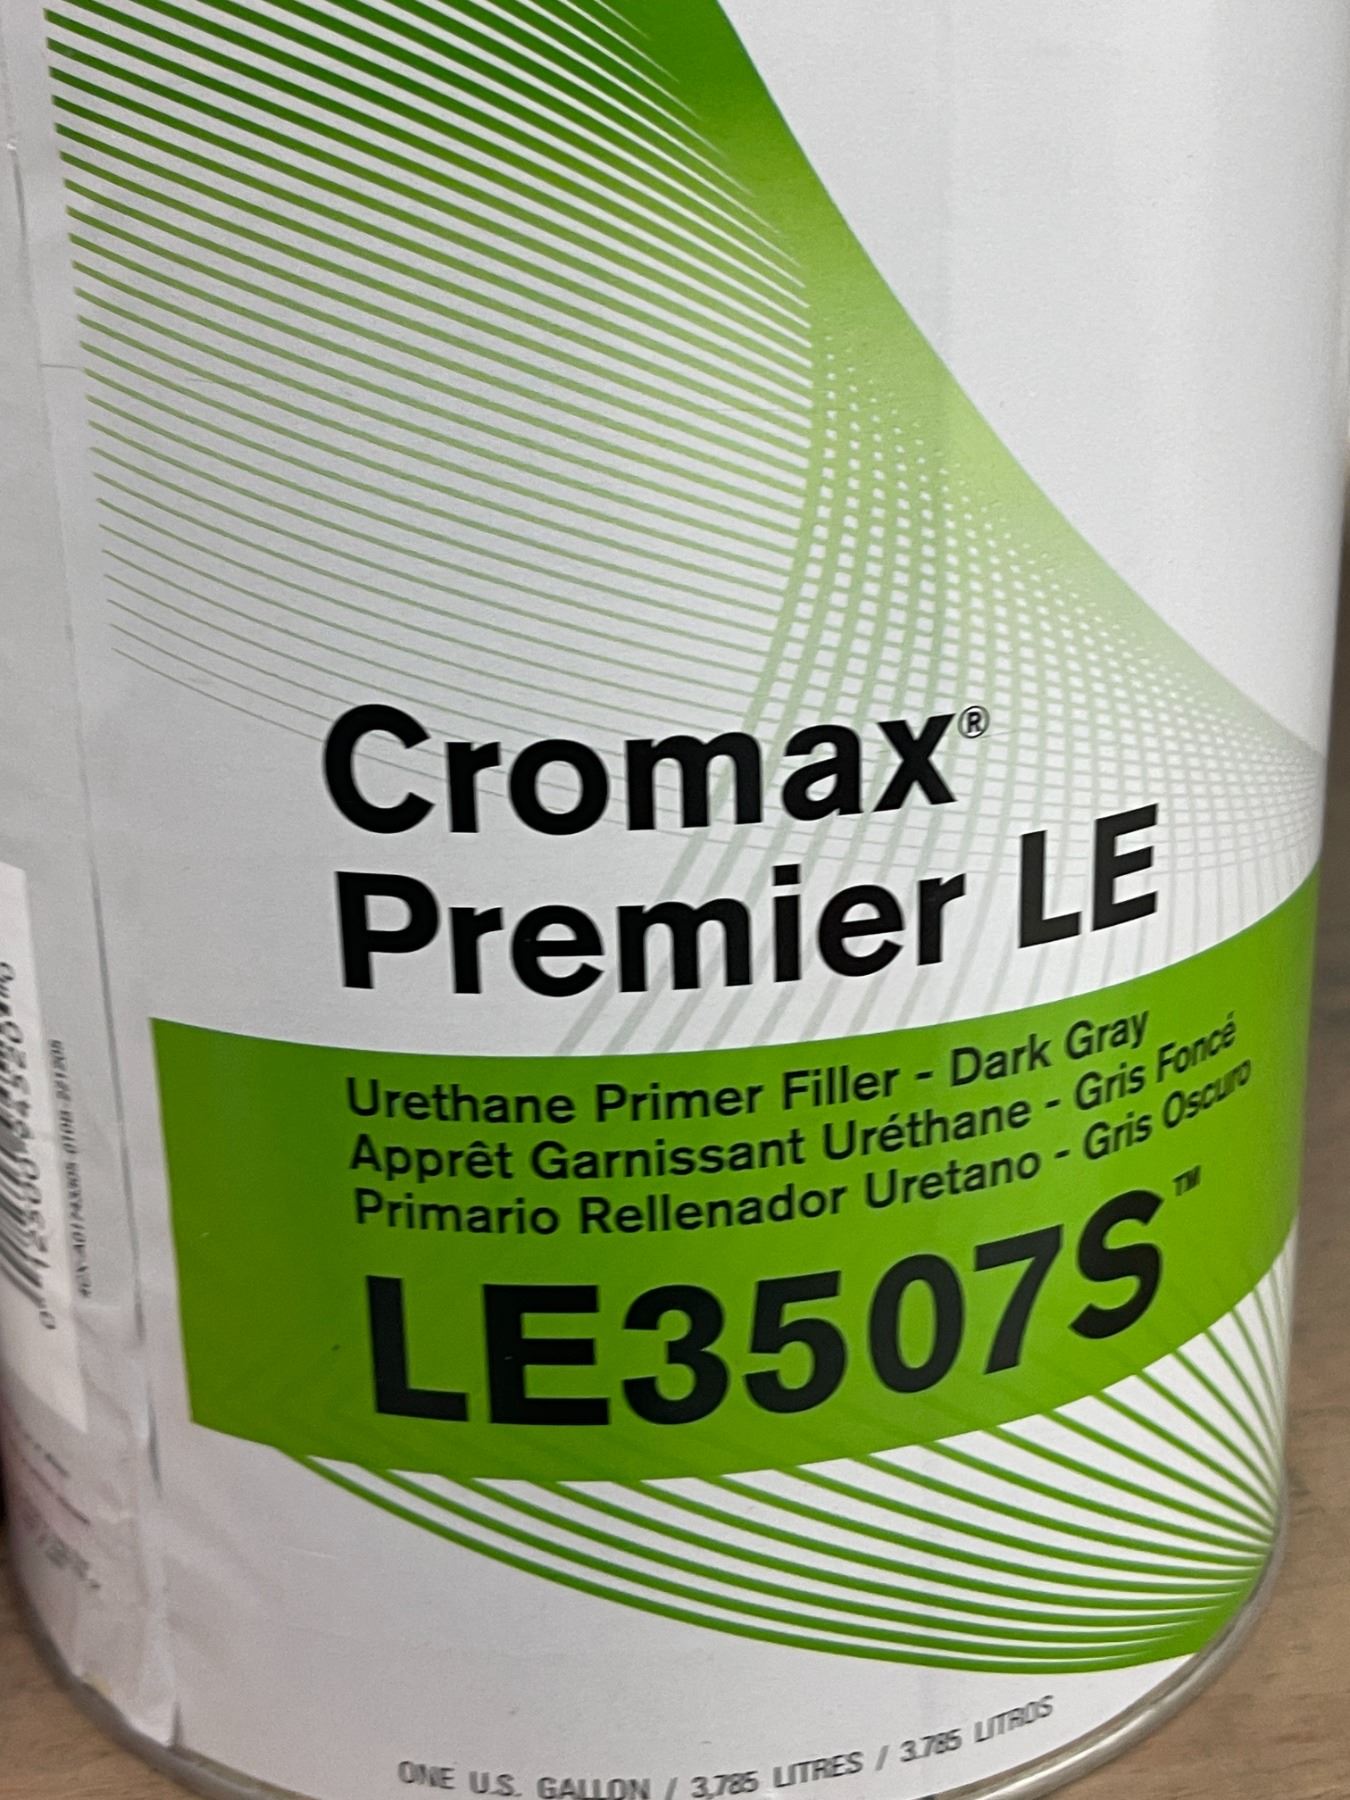 Cromax®
Premier LE
Urethane Primer Filler - Dark Gray
Apprêt Garnissant Uréthane - Gris Foncé
Primario Rellenador Uretano - Gris Oscuro
LE3507S™
ONE U.S. GALLON / 3,785 LITRES / 3.785 LITROS